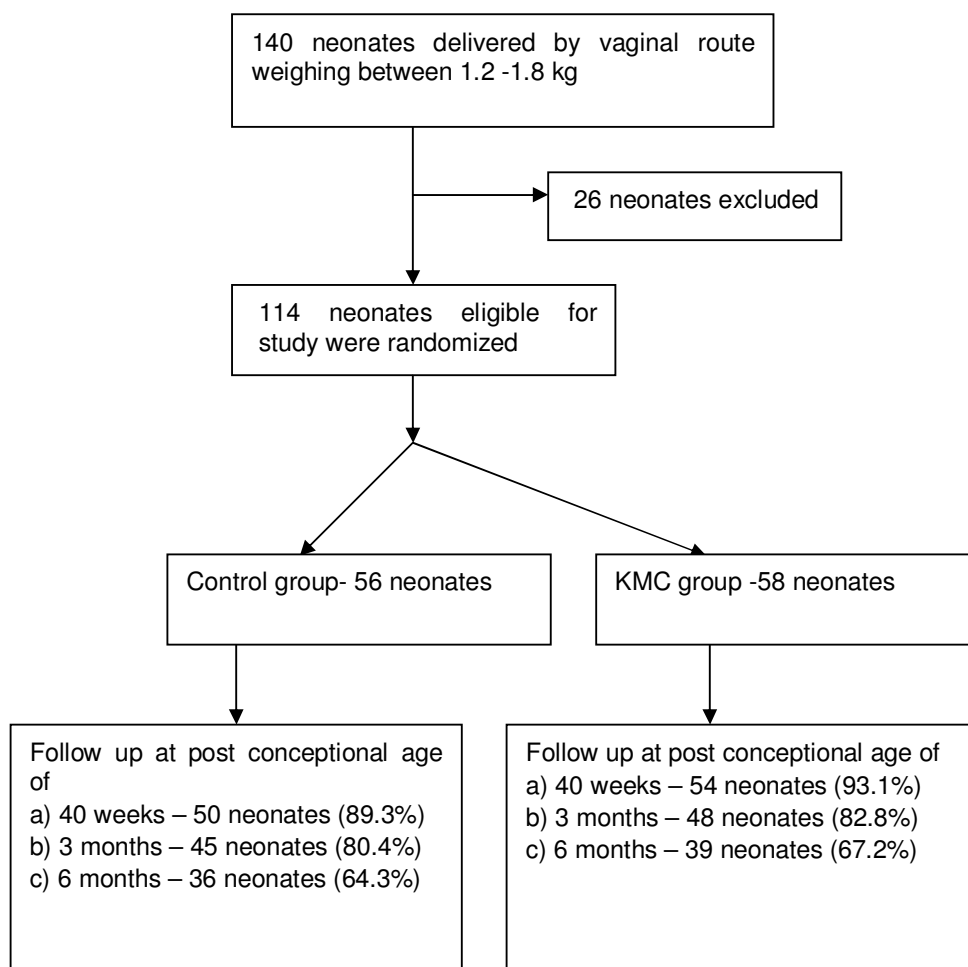 140 neonates delivered by vaginal route
weighing between 1.2 -1.8 kg
26 neonates excluded
114 neonates eligible for
study were randomized
Control group- 56 neonates
KMC group -58 neonates
Follow up at post conceptional age
of
a) 40 weeks – 50 neonates (89.3%)
b) 3 months – 45 neonates (80.4%)
c) 6 months – 36 neonates (64.3%)
Follow up at post conceptional age of
a) 40 weeks – 54 neonates (93.1%)
b) 3 months – 48 neonates (82.8%)
c) 6 months – 39 neonates (67.2%)